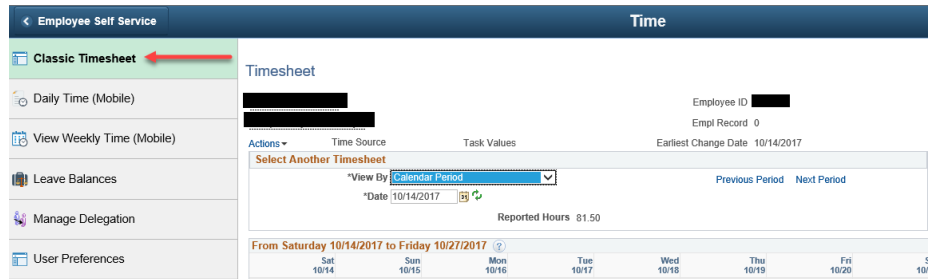 Employee Self Service
Time
Classic Timesheet
Daily Time (Mobile)
View Weekly Time (Mobile)
Leave Balances
Manage Delegation
User Preferences
Timesheet
Employee ID
Empl Record 0
Actions Time Source Task Values Earliest Change Date 10/14/2017
Select Another Timesheet
*View By Calendar Period Previous Period Next Period
*Date 10/14/2017 31
Reported Hours 81.50
From Saturday 10/14/2017 to Friday 10/27/2017 ?
Sat Sun Mon Tue Wed Thu Fri
10/14 10/15 10/16 10/17 10/18 10/19 10/20